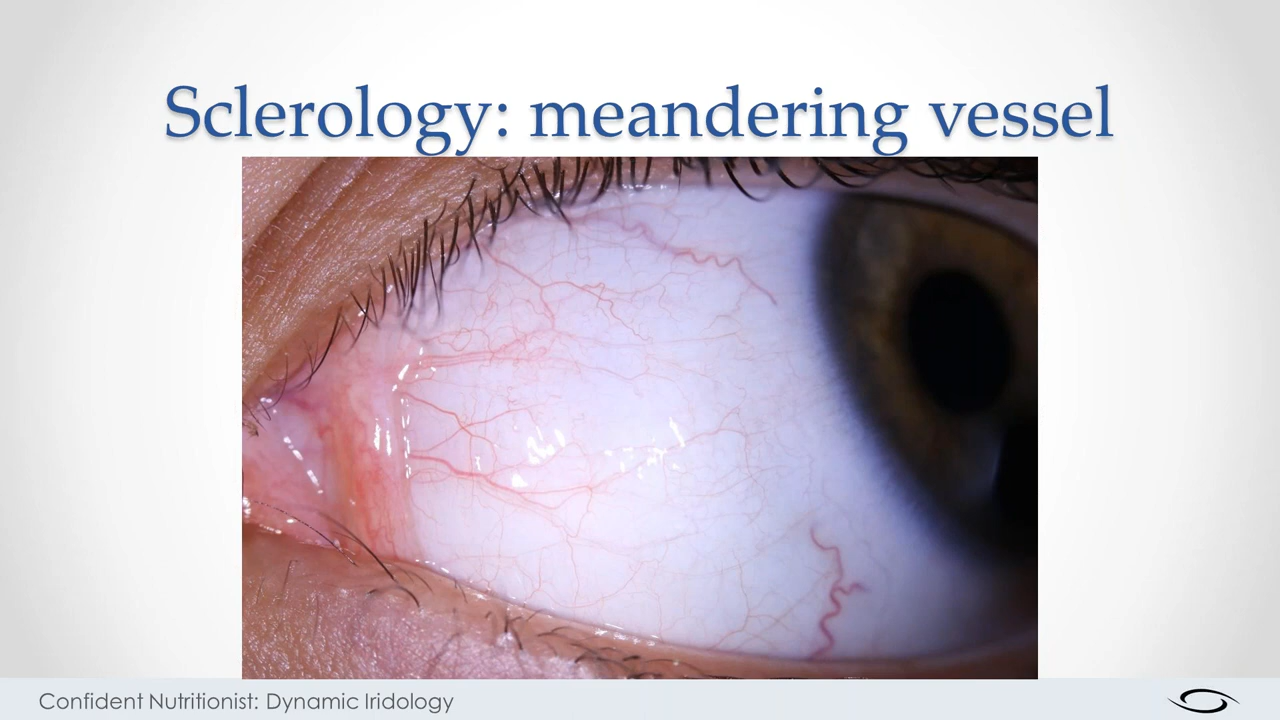 Sclerology: meandering vessel
Confident Nutritionist: Dynamic Iridology